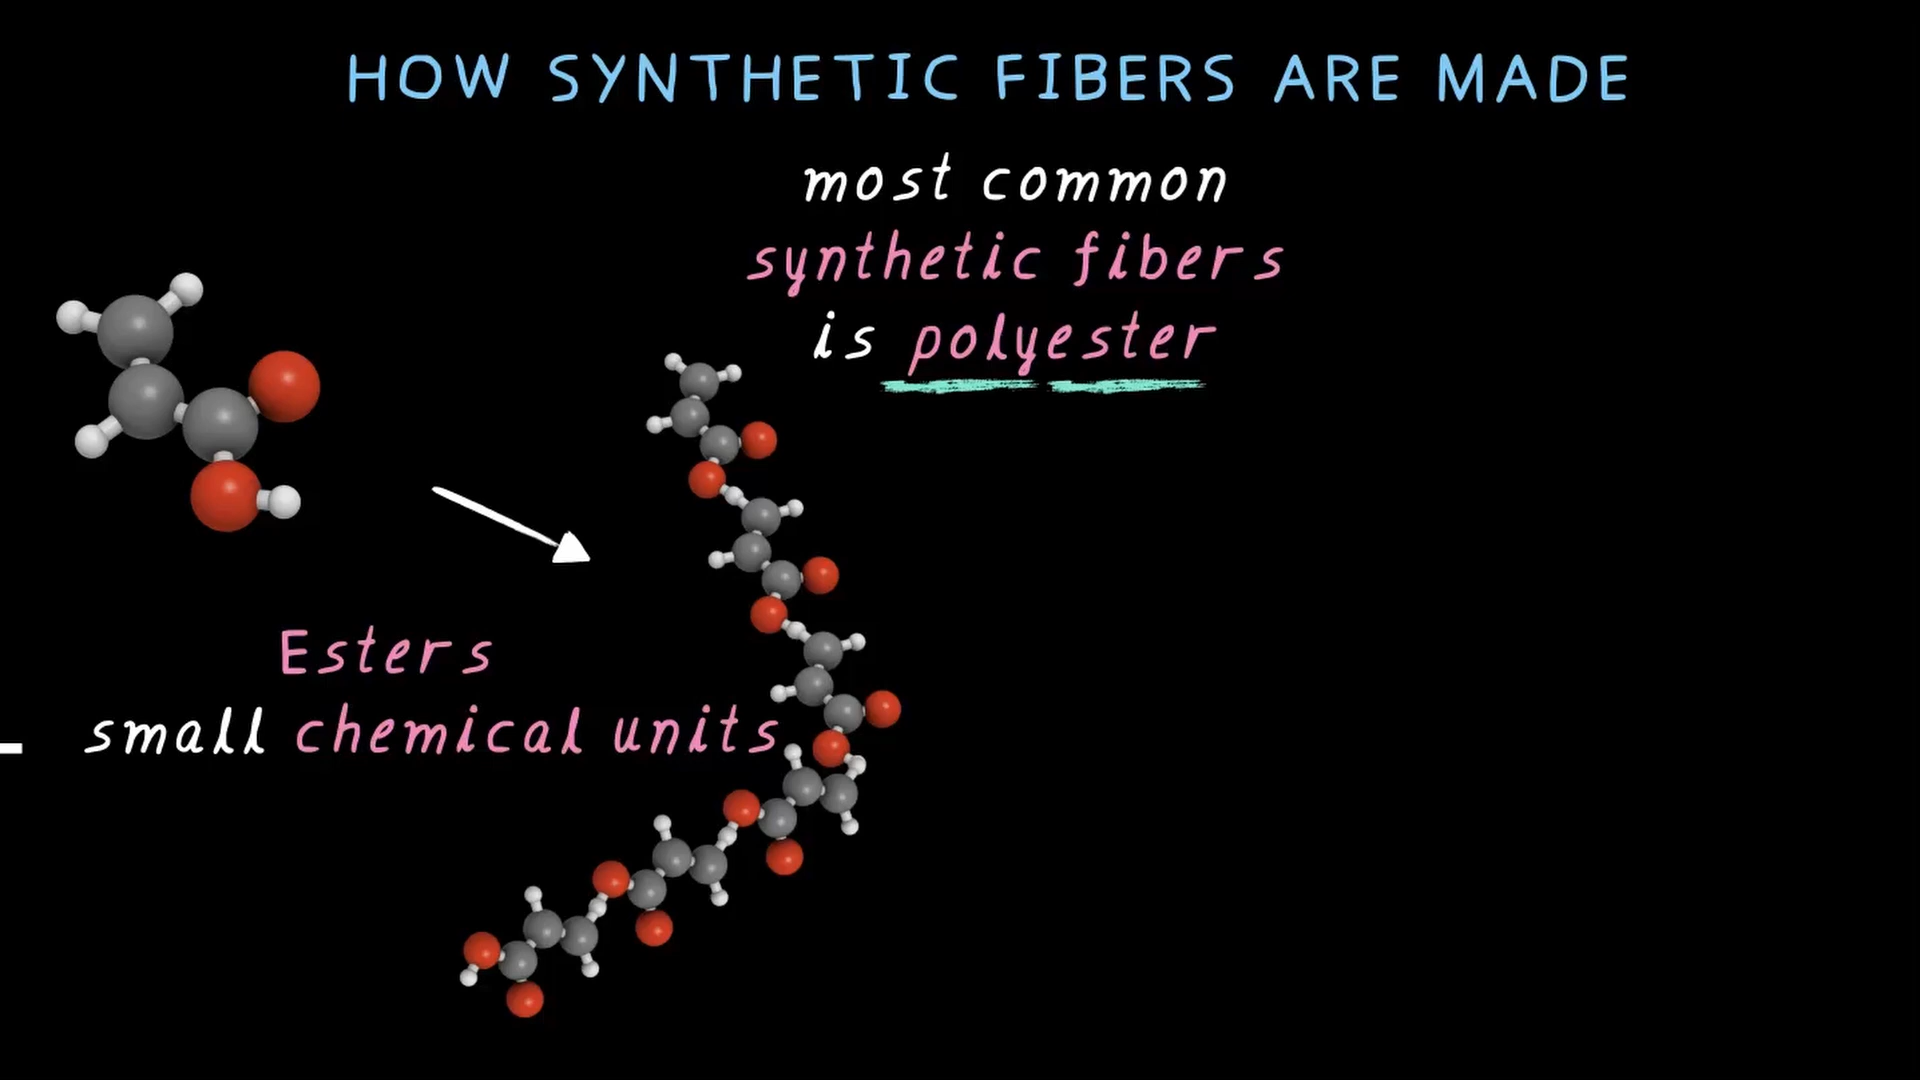 HOW SYNTHETIC FIBERS ARE MADE
most common
synthetic fibers
is polyester
Esters
small chemical units